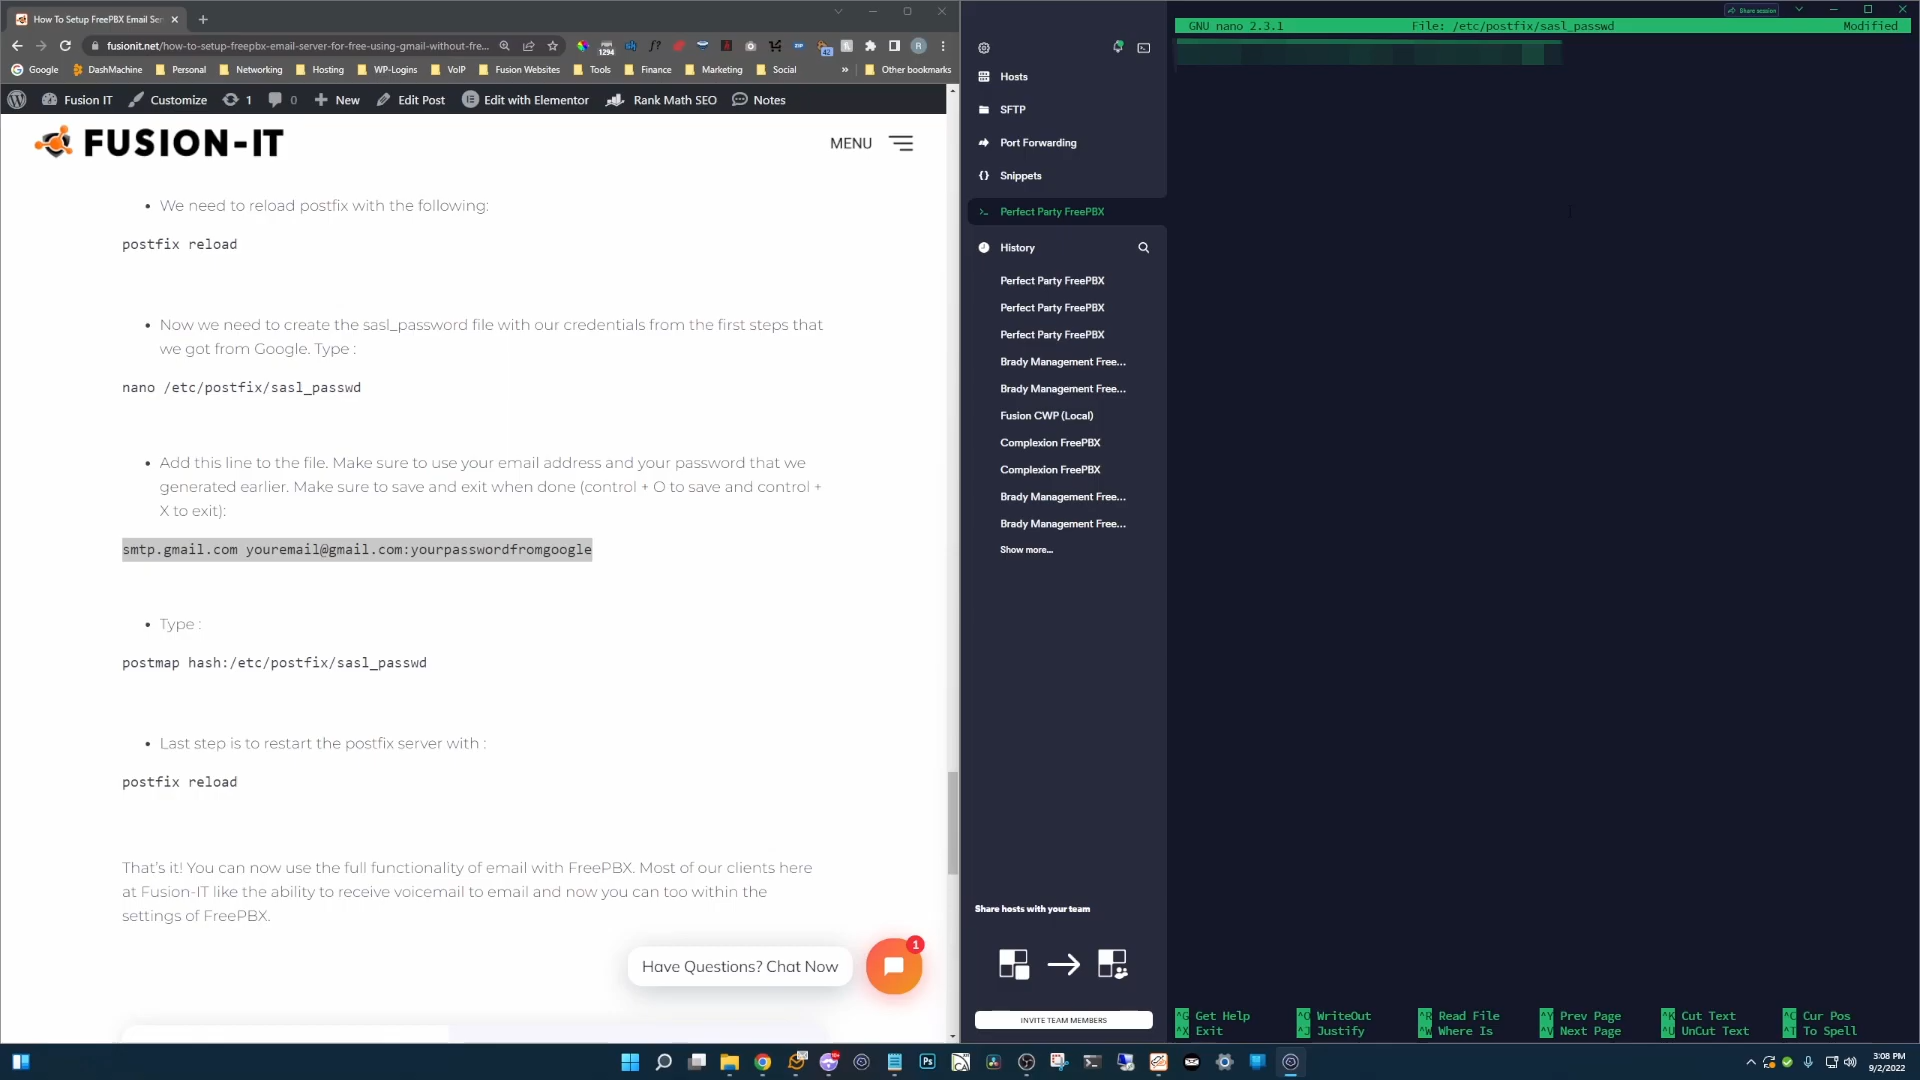 How To Setup FreePBX Email Ser
fusionit.net/how-to-setup-freepbx-email-server-for-free-using-gmail-without-fre...
Google
DashMachine
Personal
Networking
Hosting
WP-Logins
VoIP
Fusion Websites
Tools
Finance
Marketing
Social
»
Other bookmarks
Fusion IT
Customize
1
0
New
Edit Post
Edit with Elementor
Rank Math SEO
Notes
FUSION-IT
MENU
• We need to reload postfix with the following:
postfix reload
• Now we need to create the sasl_password file with our credentials from the first steps that
we got from Google. Type :
nano /etc/postfix/sasl_passwd
• Add this line to the file. Make sure to use your email address and your password that we
generated earlier. Make sure to save and exit when done (control + O to save and control +
X to exit):
smtp.gmail.com youremail@gmail.com:yourpasswordfromgoogle
• Type :
postmap hash:/etc/postfix/sasl_passwd
• Last step is to restart the postfix server with :
postfix reload
That's it! You can now use the full functionality of email with FreePBX. Most of our clients here
at Fusion-IT like the ability to receive voicemail to email and now you can too within the
settings of FreePBX.
Have Questions? Chat Now
1
Hosts
SFTP
Port Forwarding
Snippets
Perfect Party FreePBX
History
Perfect Party FreePBX
Perfect Party FreePBX
Perfect Party FreePBX
Brady Management Free...
Brady Management Free...
Fusion CWP (Local)
Complexion FreePBX
Complexion FreePBX
Brady Management Free...
Brady Management Free...
Show more...
Share hosts with your team
INVITE TEAM MEMBERS
Share session
GNU nano 2.3.1 File: /etc/postfix/sasl_passwd Modified
^G Get Help ^O WriteOut ^R Read File ^Y Prev Page ^K Cut Text ^C Cur Pos
^X Exit ^J Justify ^W Where Is ^V Next Page ^U UnCut Text ^T To Spell
3:08 PM
9/2/2022